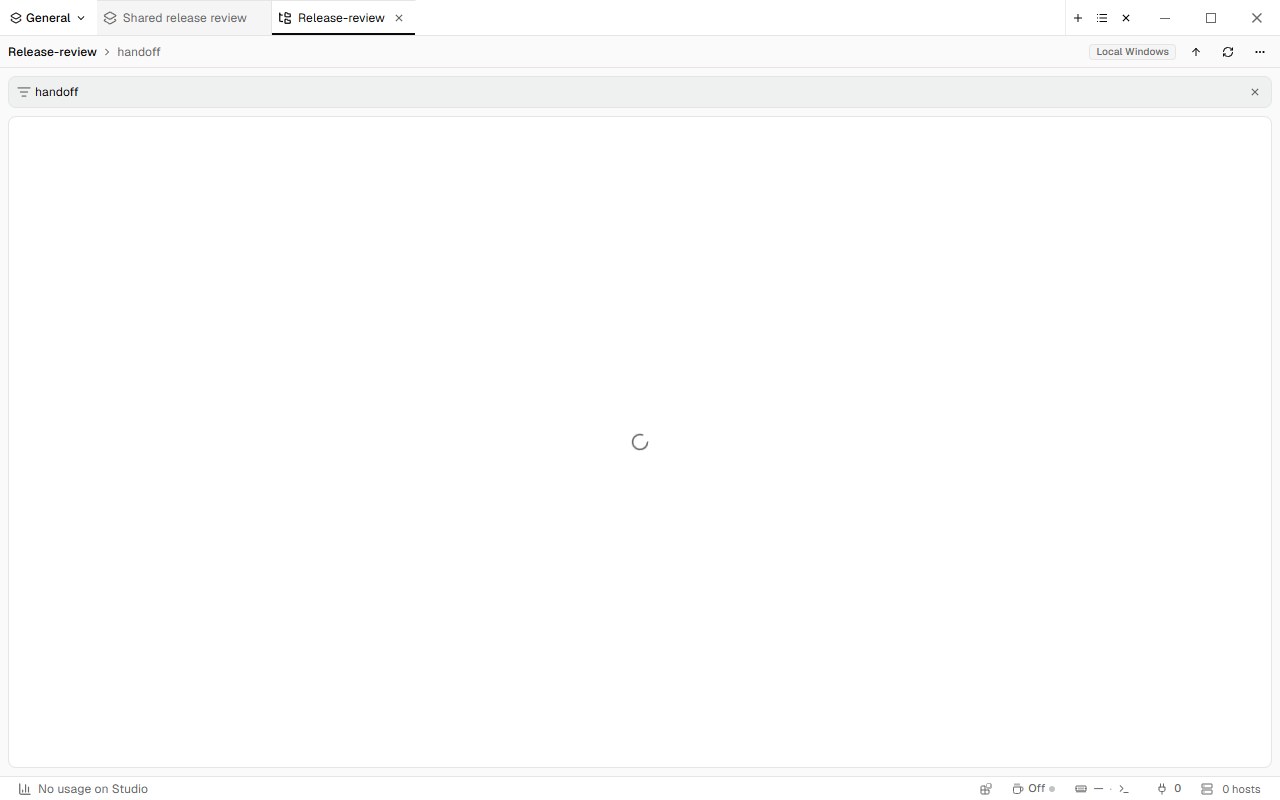 General
Shared release review
Release-review
Release-review > handoff
Local Windows
handoff
No usage on Studio
Off
0
0 hosts